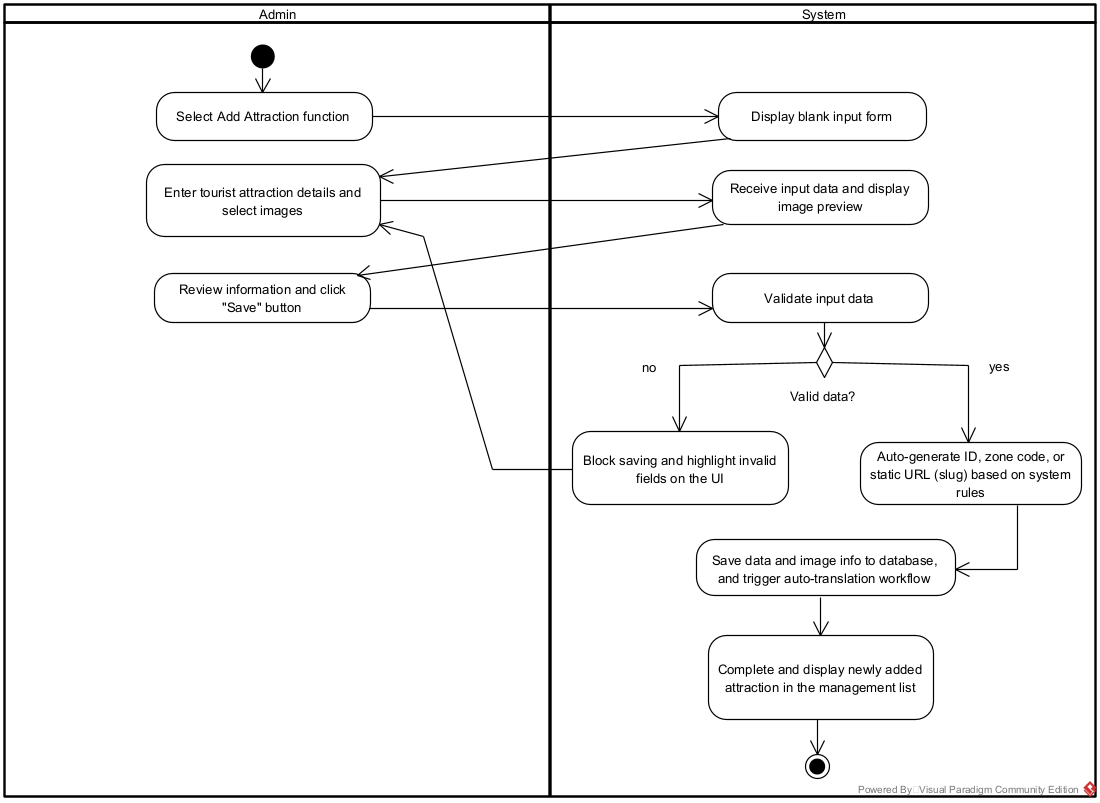 Admin
System
Select Add Attraction function
Display blank input form
Enter tourist attraction details and
select images
Receive input data and display
image preview
Review information and click
"Save" button
Validate input data
no
yes
Valid data?
Block saving and highlight invalid
fields on the UI
Auto-generate ID, zone code, or
static URL (slug) based on system
rules
Save data and image info to database,
and trigger auto-translation workflow
Complete and display newly added
attraction in the management list
Powered By Visual Paradigm Community Edition